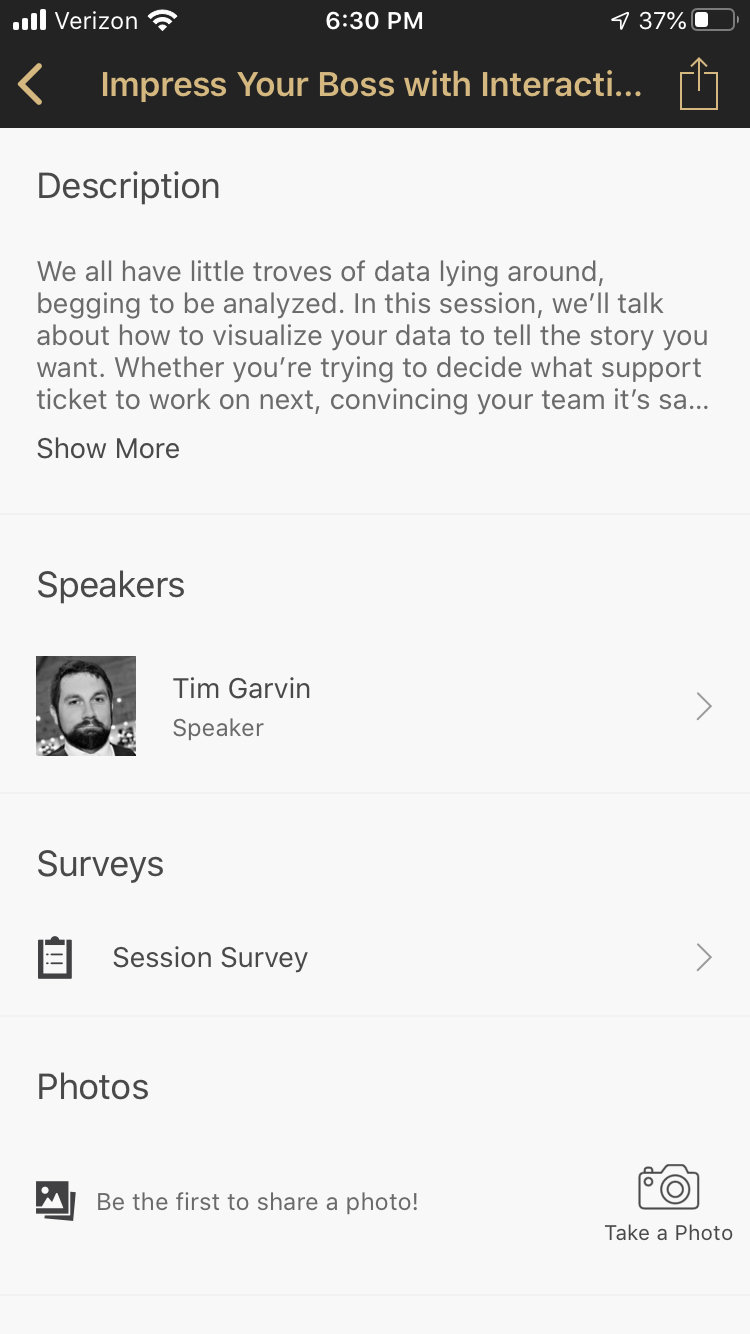 Verizon 6:30 PM 37%
Impress Your Boss with Interacti...
Description
We all have little troves of data lying around,
begging to be analyzed. In this session, we’ll talk
about how to visualize your data to tell the story you
want. Whether you’re trying to decide what support
ticket to work on next, convincing your team it’s sa...
Show More
Speakers
Tim Garvin
Speaker
Surveys
Session Survey
Photos
Be the first to share a photo!
Take a Photo